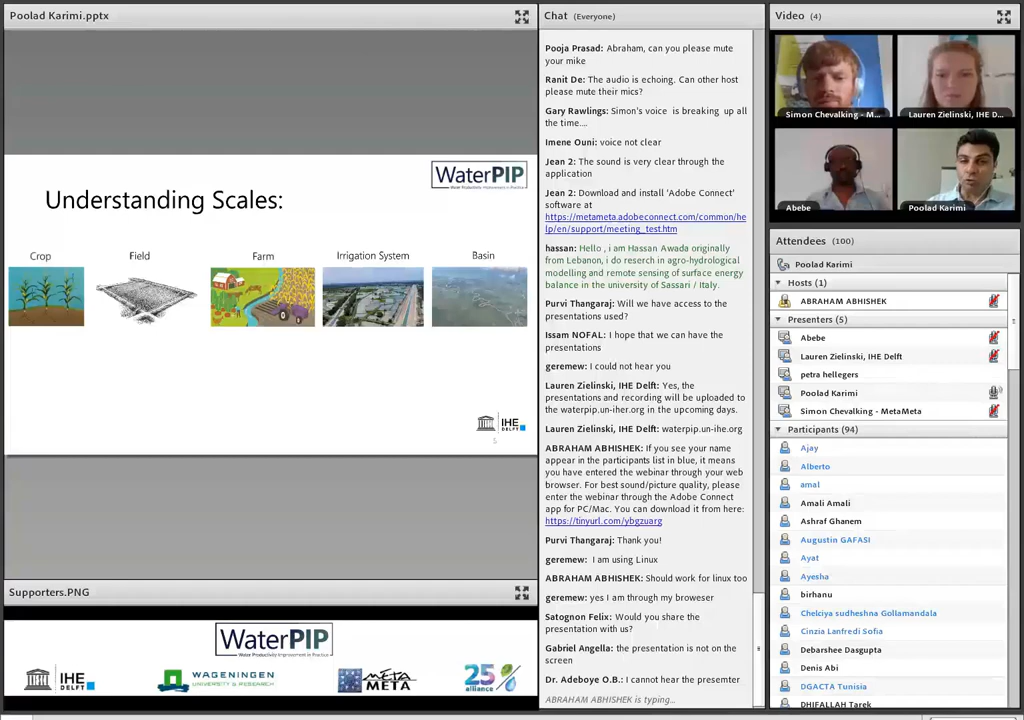 Poolad Karimi.pptx
WaterPIP
Understanding Scales:
Crop
Field
Farm
Irrigation System
Basin
IHE
DELFT
5
Supporters.PNG
WaterPIP
Water Productivity Improvement in Practice
IHE
DELFT
WAGENINGEN
UNIVERSITY & RESEARCH
META
META
25
alliance
Chat (Everyone)
Pooja Prasad: Abraham, can you please mute
your mike
Ranit De: The audio is echoing. Can other host
please mute their mics?
Gary Rawlings: Simon's voice is breaking up all
the time....
Imene Ouni: voice not clear
Jean 2: The sound is very clear through the
application
Jean 2: Download and install 'Adobe Connect'
software at
https://metameta.adobeconnect.com/common/he
lp/en/support/meeting_test.htm
hassan: Hello , i am Hassan Awada originally
from Lebanon, i do reserch in agro-hydrological
modelling and remote sensing of surface energy
balance in the university of Sassari / Italy.
Purvi Thangaraj: Will we have access to the
presentations used?
Issam NOFAL: I hope that we can have the
presentations
geremew: I could not hear you
Lauren Zielinski, IHE Delft: Yes, the
presentations and recording will be uploaded to
the waterpip.un-iher.org in the upcoming days.
Lauren Zielinski, IHE Delft: waterpip.un-ihe.org
ABRAHAM ABHISHEK: If you see your name
appear in the participants list in blue, it means
you have entered the webinar through your web
browser. For best sound/picture quality, please
enter the webinar through the Adobe Connect
app for PC/Mac. You can download it from here:
https://tinyurl.com/ybgzuarg
Purvi Thangaraj: Thank you!
geremew: I am using Linux
ABRAHAM ABHISHEK: Should work for linux too
geremew: yes I am through my broweser
Satognon Felix: Would you share the
presentation with us?
Gabriel Angella: the presentation is not on the
screen
Dr. Adeboye O.B.: I cannot hear the presemter
ABRAHAM ABHISHEK is typing...
Video (4)
Simon Chevalking - M...
Lauren Zielinski, IHE D...
Abebe
Poolad Karimi
Attendees (100)
Poolad Karimi
Hosts (1)
ABRAHAM ABHISHEK
Presenters (5)
Abebe
Lauren Zielinski, IHE Delft
petra hellegers
Poolad Karimi
Simon Chevalking - MetaMeta
Participants (94)
Ajay
Alberto
amal
Amali Amali
Ashraf Ghanem
Augustin GAFASI
Ayat
Ayesha
birhanu
Chelciya sudheshna Gollamandala
Cinzia Lanfredi Sofia
Debarshee Dasgupta
Denis Abi
DGACTA Tunisia
DHIFALLAH Tarek